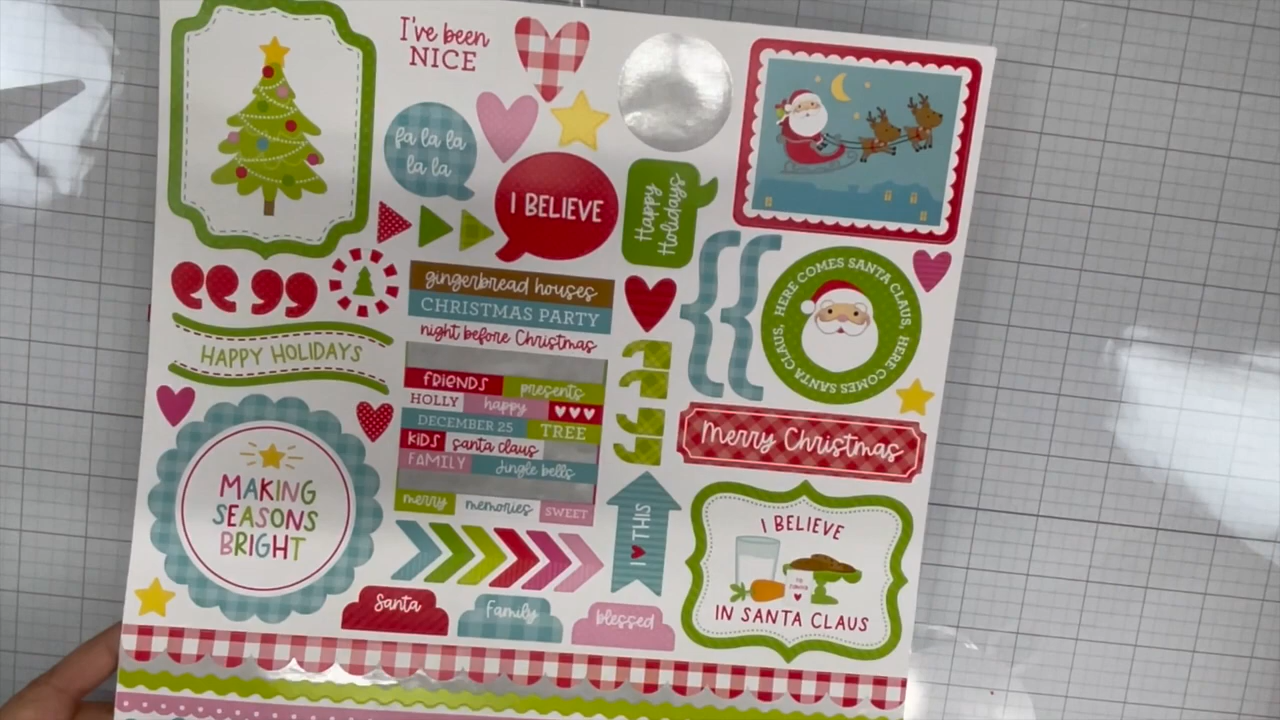 I've been
NICE
fa la la
la la
I BELIEVE
Happy
Holidays
HERE COMES SANTA CLAUS, HERE COMES SANTA CLAUS,
gingerbread houses
CHRISTMAS PARTY
night before Christmas
HAPPY HOLIDAYS
FRIENDS
presents
HOLLY
happy
DECEMBER 25
TREE
KIDS
santa claus
FAMILY
Jingle bells
merry
memories
SWEET
Merry Christmas
MAKING
SEASONS
BRIGHT
I ♥ THIS
I BELIEVE
IN SANTA CLAUS
Santa
Family
blessed